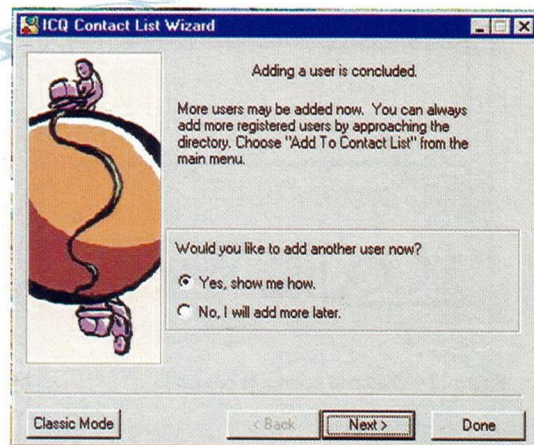 ICQ Contact List Wizard
Adding a user is concluded.
More users may be added now. You can always
add more registered users by approaching the
directory. Choose "Add To Contact List" from the
main menu.
Would you like to add another user now?
Yes, show me how.
No, I will add more later.
Classic Mode
< Back
Next >
Done